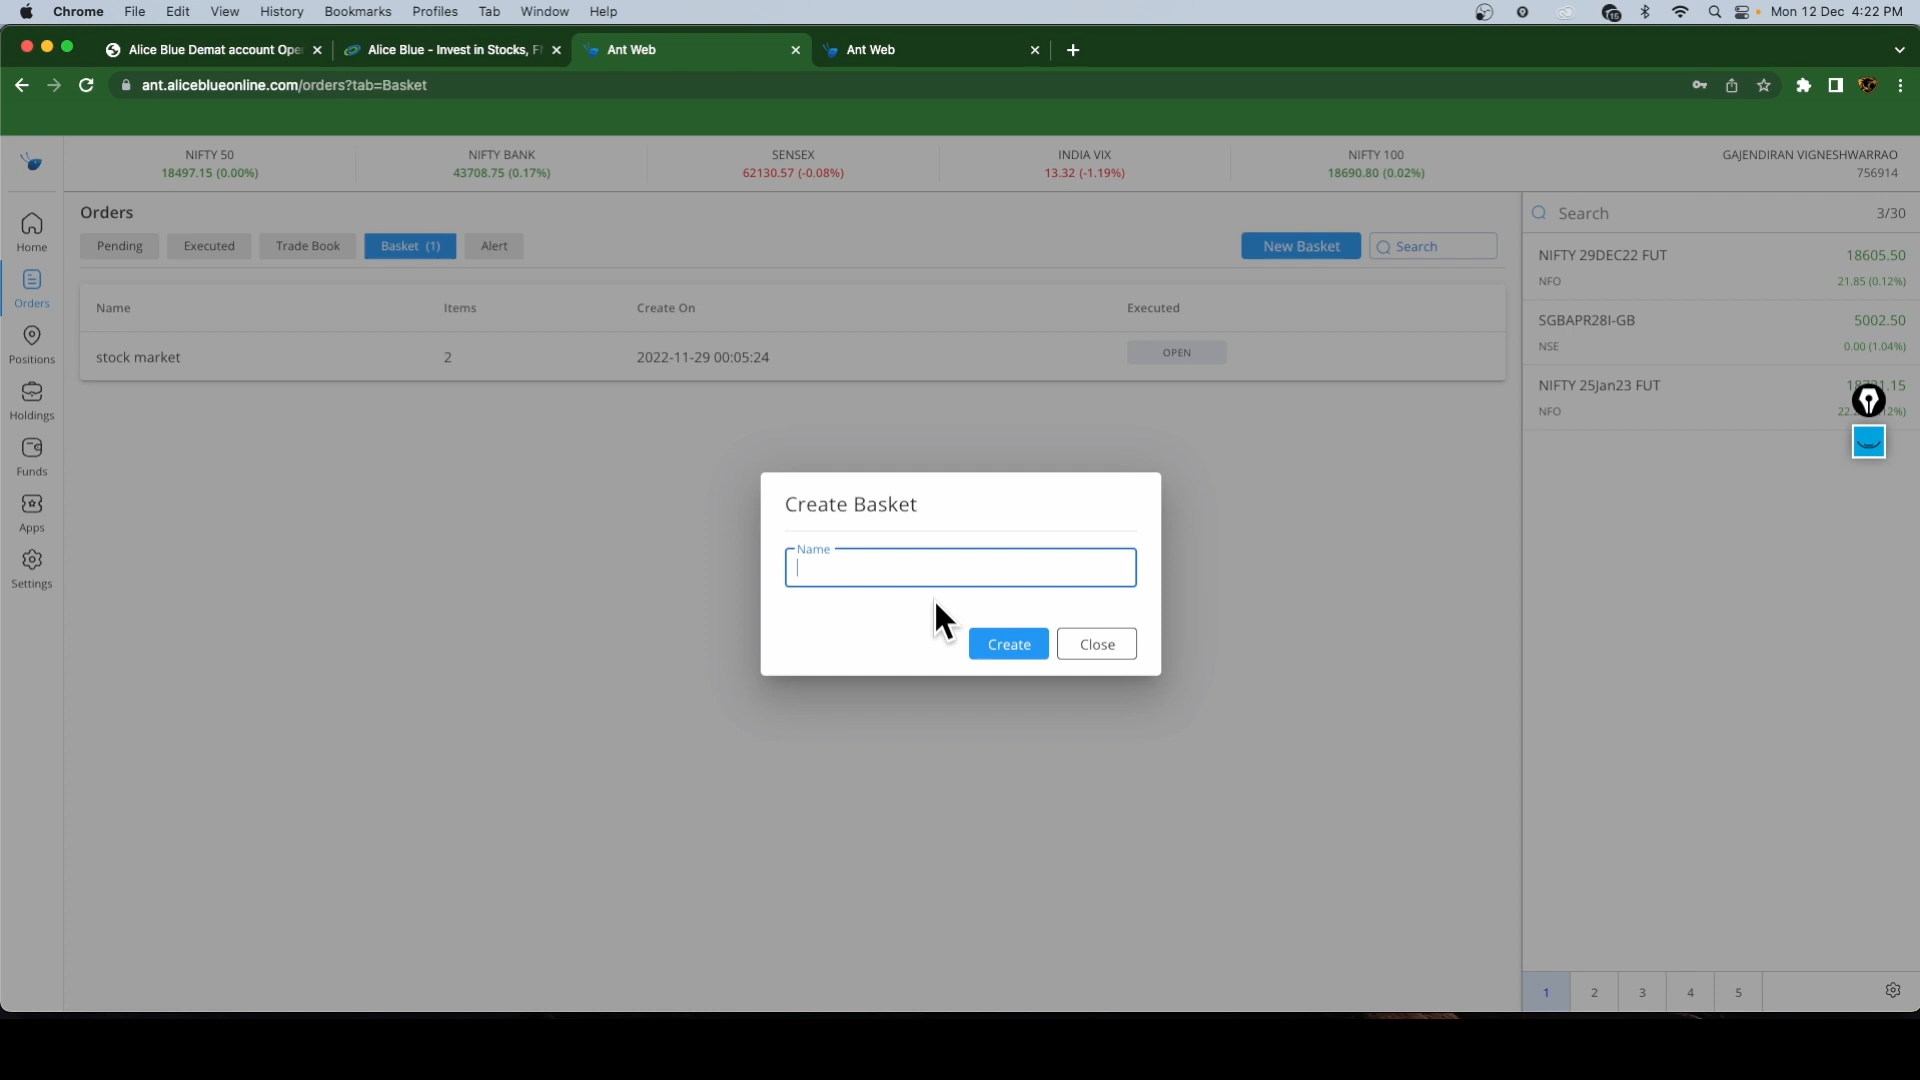 Chrome File Edit View History Bookmarks Profiles Tab Window Help
15
Mon 12 Dec 4:22 PM
Alice Blue Demat account Ope
Alice Blue - Invest in Stocks, F
Ant Web
Ant Web
ant.aliceblueonline.com/orders?tab=Basket
NIFTY 50
18497.15 (0.00%)
NIFTY BANK
43708.75 (0.17%)
SENSEX
62130.57 (-0.08%)
INDIA VIX
13.32 (-1.19%)
NIFTY 100
18690.80 (0.02%)
GAJENDIRAN VIGNESHWARRAO
756914
Home
Orders
Positions
Holdings
Funds
Apps
Settings
Orders
Pending
Executed
Trade Book
Basket (1)
Alert
New Basket
Search
Name Items Create On Executed
stock market 2 2022-11-29 00:05:24 OPEN
Create Basket
Name
Create
Close
Search 3/30
NIFTY 29DEC22 FUT 18605.50
NFO 21.85 (0.12%)
SGBAPR28I-GB 5002.50
NSE 0.00 (1.04%)
NIFTY 25Jan23 FUT
NFO
1 2 3 4 5